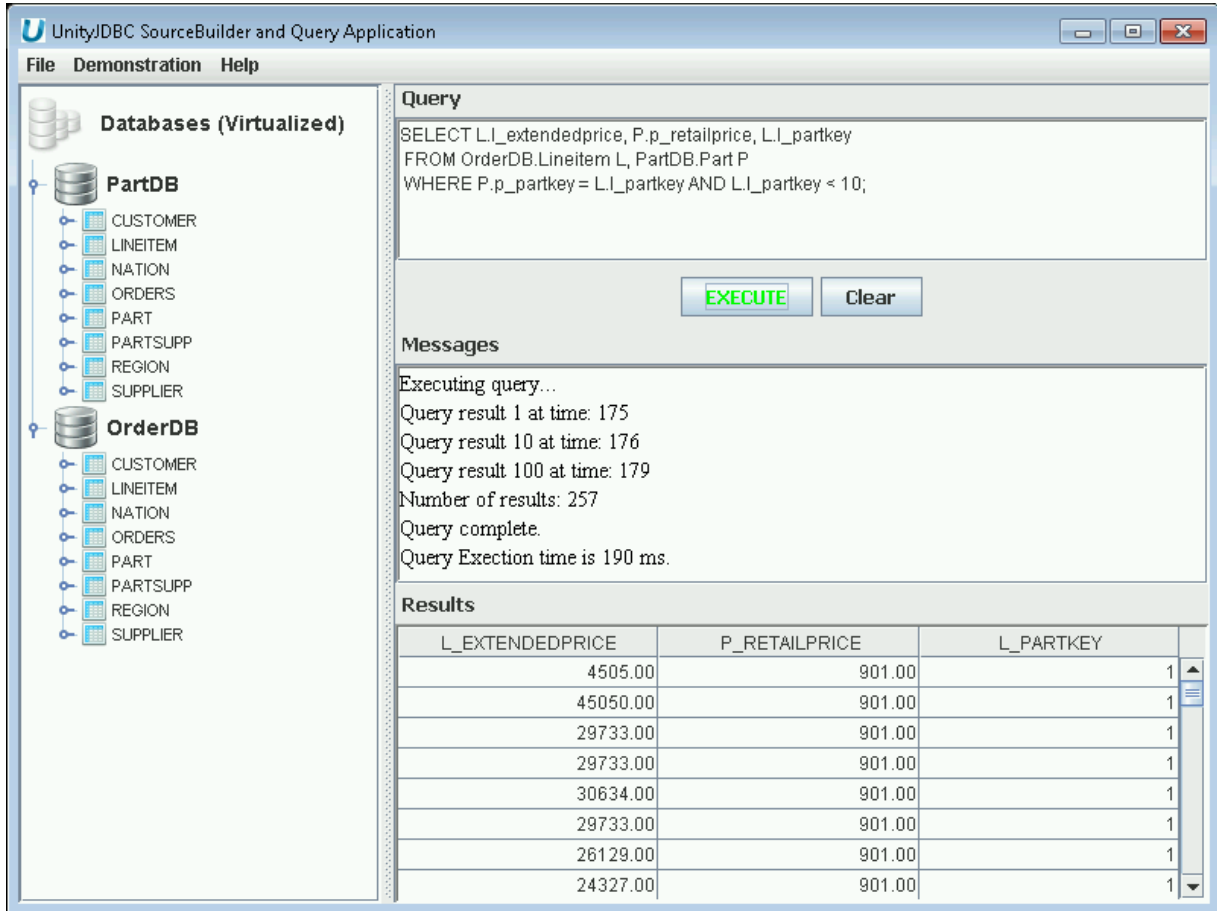 UnityJDBC SourceBuilder and Query Application
File Demonstration Help
Databases (Virtualized)
PartDB
CUSTOMER
LINEITEM
NATION
ORDERS
PART
PARTSUPP
REGION
SUPPLIER
OrderDB
CUSTOMER
LINEITEM
NATION
ORDERS
PART
PARTSUPP
REGION
SUPPLIER
Query
SELECT L.l_extendedprice, P.p_retailprice, L.l_partkey
FROM OrderDB.Lineitem L, PartDB.Part P
WHERE P.p_partkey = L.l_partkey AND L.l_partkey < 10;
EXECUTE Clear
Messages
Executing query...
Query result 1 at time: 175
Query result 10 at time: 176
Query result 100 at time: 179
Number of results: 257
Query complete.
Query Exection time is 190 ms.
Results
L_EXTENDEDPRICE P_RETAILPRICE L_PARTKEY
4505.00 901.00 1
45050.00 901.00 1
29733.00 901.00 1
29733.00 901.00 1
30634.00 901.00 1
29733.00 901.00 1
26129.00 901.00 1
24327.00 901.00 1